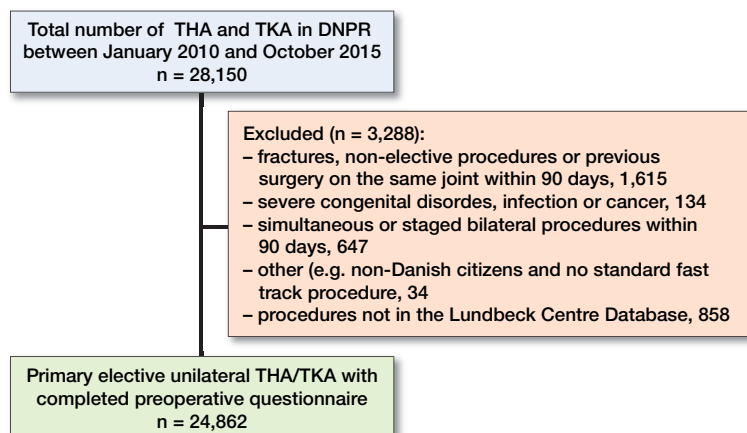 Total number of THA and TKA in DNPR
between January 2010 and October 2015
n = 28,150
Excluded (n = 3,288):
– fractures, non-elective procedures or previous
surgery on the same joint within 90 days, 1,615
– severe congenital disordes, infection or cancer, 134
– simultaneous or staged bilateral procedures within
90 days, 647
– other (e.g. non-Danish citizens and no standard fast
track procedure, 34
– procedures not in the Lundbeck Centre Database, 858
Primary elective unilateral THA/TKA with
completed preoperative questionnaire
n = 24,862